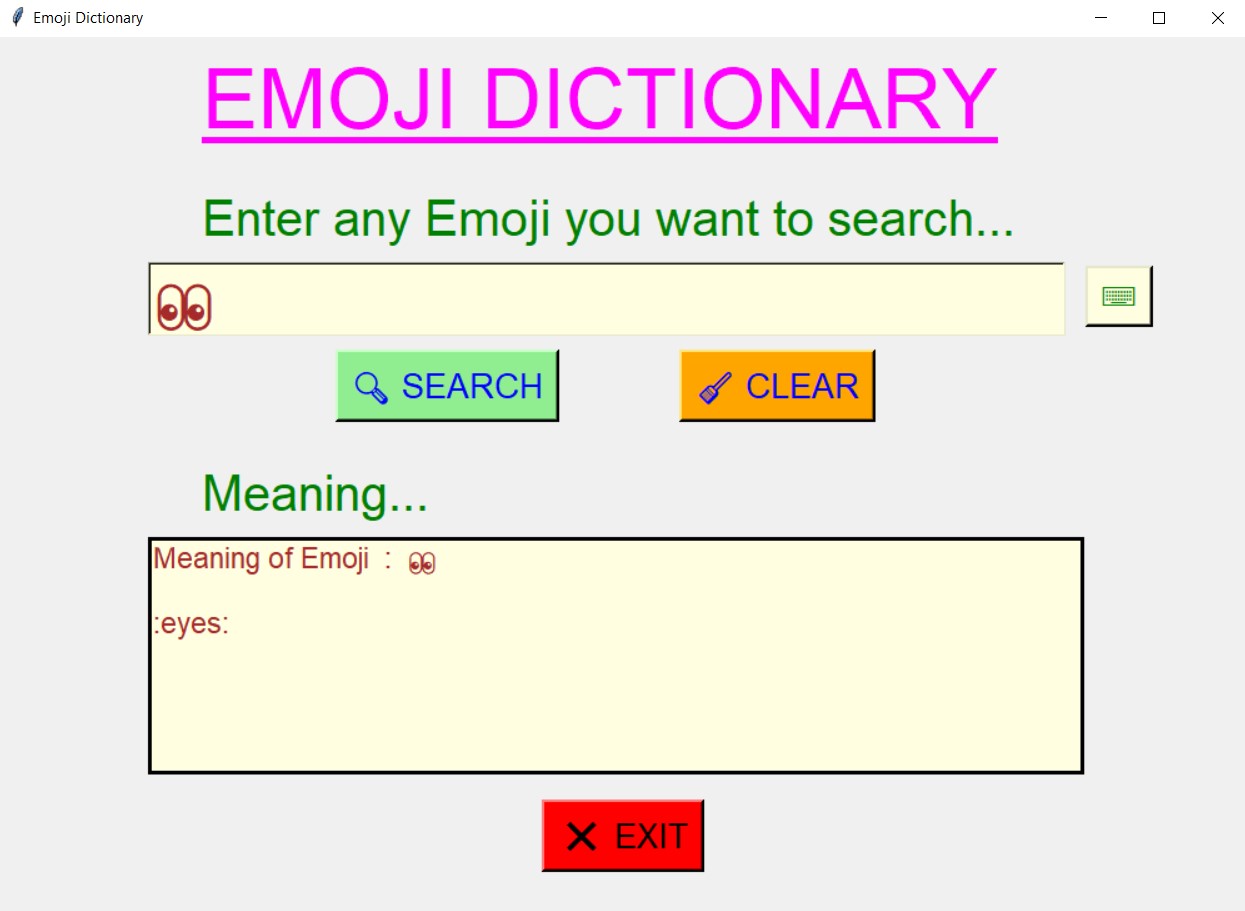 Emoji Dictionary
EMOJI DICTIONARY
Enter any Emoji you want to search...
👀
🔍 SEARCH
🧹 CLEAR
Meaning...
Meaning of Emoji : 👀
:eyes:
❌ EXIT